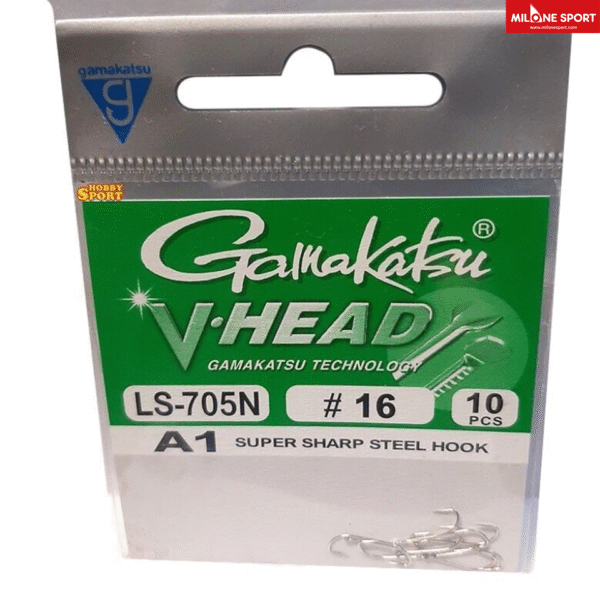 MILONE SPORT
www.milonesport.com
gamakatsu
g
HOBBY
SPORT
Gamakatsu®
V·HEAD
GAMAKATSU TECHNOLOGY
LS-705N # 16 10 PCS
A1 SUPER SHARP STEEL HOOK